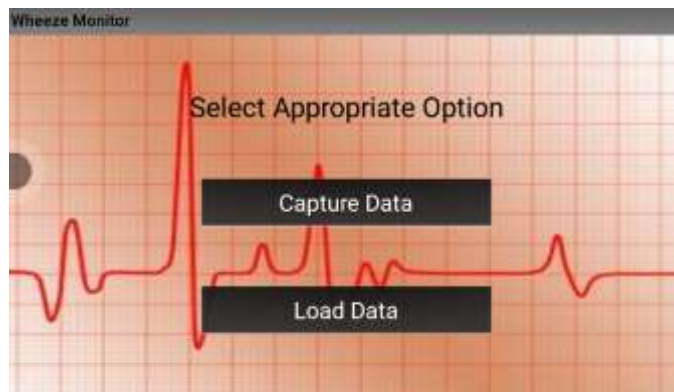 Wheeze Monitor
Select Appropriate Option
Capture Data
Load Data